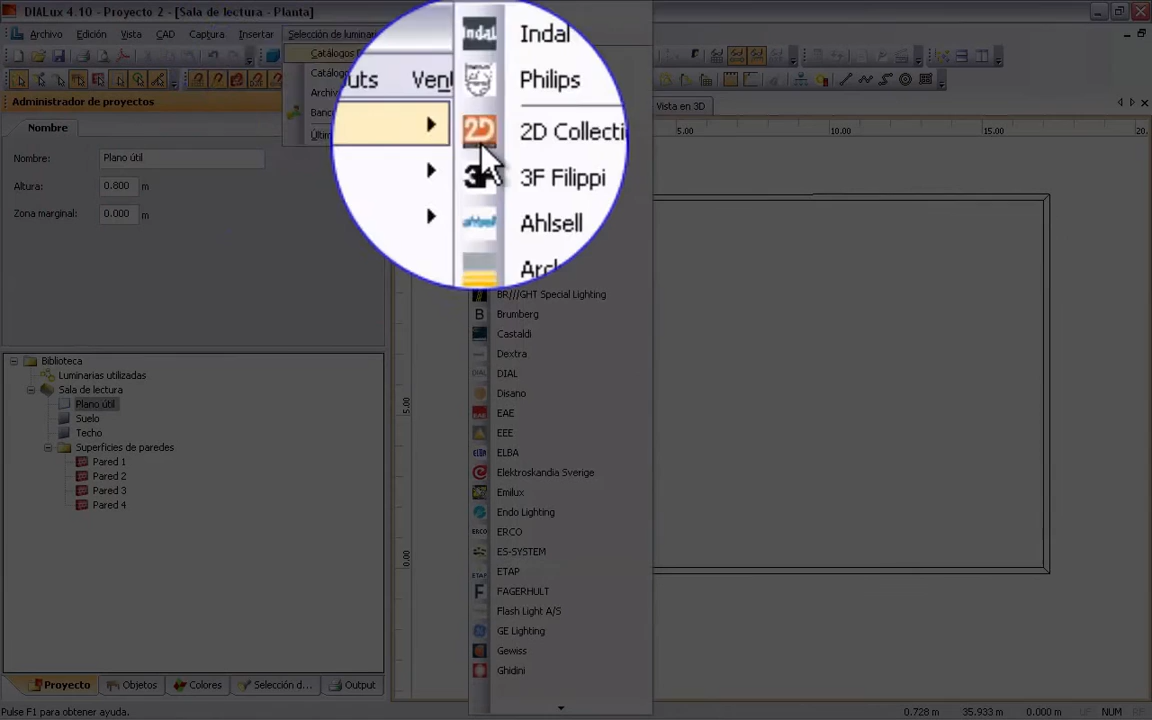 DIALux 4.10 - Proyecto 2 - [Sala de lectura - Planta]
Archivo Edición Vista CAD Captura Insertar Selección de luminari
Catálogos
Catálogo
Archiv
Banc
Últim
outs Vent
Indal
Philips
2D Collecti
3F Filippi
Ahlsell
Arc
Administrador de proyectos
Nombre
Nombre: Plano útil
Altura: 0.800 m
Zona marginal: 0.000 m
Vista en 3D
5.00 10.00 15.00 20.
5.00
0.00
Biblioteca
Luminarias utilizadas
Sala de lectura
Plano útil
Suelo
Techo
Superficies de paredes
Pared 1
Pared 2
Pared 3
Pared 4
BR///GHT Special Lighting
Brumberg
Castaldi
Dextra
DIAL
Disano
EAE
EEE
ELBA
Elektroskandia Sverige
Emilux
Endo Lighting
ERCO
ES-SYSTEM
ETAP
FAGERHULT
Flash Light A/S
GE Lighting
Gewiss
Ghidini
Proyecto Objetos Colores Selección d... Output
Pulse F1 para obtener ayuda.
0.728 m 35.933 m 0.000 m NUM